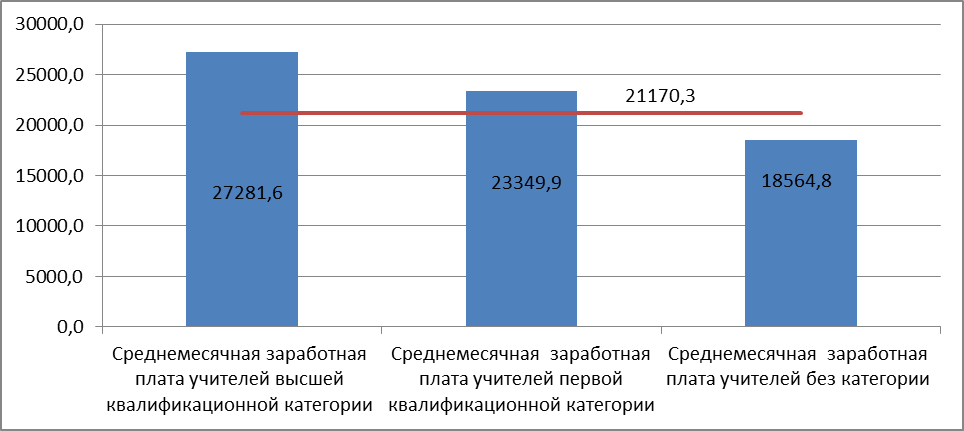 30000,0
25000,0
20000,0
15000,0
10000,0
5000,0
0,0
21170,3
27281,6
23349,9
18564,8
Среднемесячная заработная
плата учителей высшей
квалификационной категории
Среднемесячная заработная
плата учителей первой
квалификационной категории
Среднемесячная заработная
плата учителей без категории